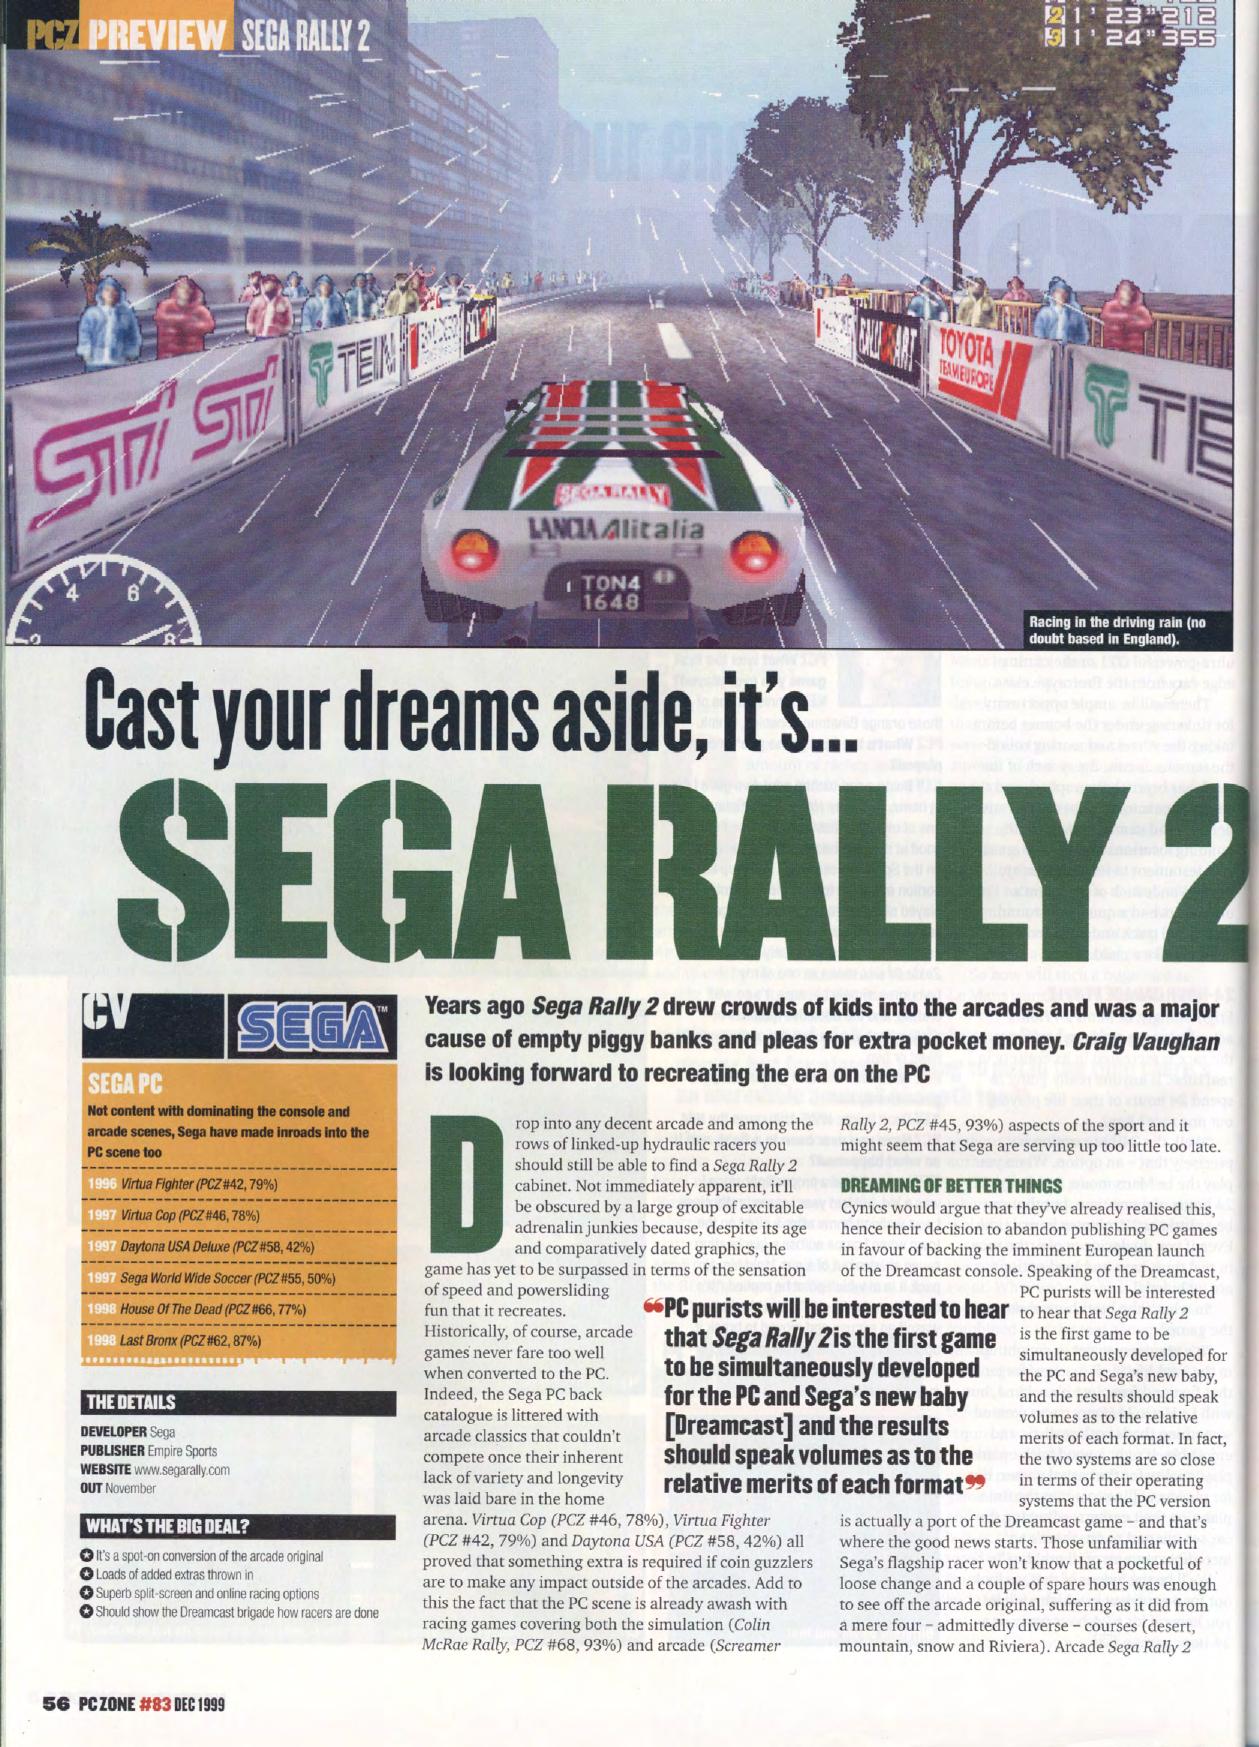 PCZ PREVIEW SEGA RALLY 2
2 1'23"212
3 1'24"355
STI STI
TEIN
TOYOTA
TEAM EUROPE
TEIN
SEGA RALLY
LANCIA Alitalia
TON4
1648
4 6
2 8
Racing in the driving rain (no
doubt based in England).
Cast your dreams aside, it's...
SEGA RALLY 2
CV
SEGA™
SEGA PC
Not content with dominating the console and
arcade scenes, Sega have made inroads into the
PC scene too
1996 Virtua Fighter (PCZ #42, 79%)
1997 Virtua Cop (PCZ #46, 78%)
1997 Daytona USA Deluxe (PCZ #58, 42%)
1997 Sega World Wide Soccer (PCZ #55, 50%)
1998 House Of The Dead (PCZ #66, 77%)
1998 Last Bronx (PCZ #62, 87%)
THE DETAILS
DEVELOPER Sega
PUBLISHER Empire Sports
WEBSITE www.segarally.com
OUT November
WHAT'S THE BIG DEAL?
It's a spot-on conversion of the arcade original
Loads of added extras thrown in
Superb split-screen and online racing options
Should show the Dreamcast brigade how racers are done
Years ago Sega Rally 2 drew crowds of kids into the arcades and was a major
cause of empty piggy banks and pleas for extra pocket money. Craig Vaughan
is looking forward to recreating the era on the PC
Drop into any decent arcade and among the
rows of linked-up hydraulic racers you
should still be able to find a Sega Rally 2
cabinet. Not immediately apparent, it'll
be obscured by a large group of excitable
adrenalin junkies because, despite its age
and comparatively dated graphics, the
game has yet to be surpassed in terms of the sensation
of speed and powersliding
fun that it recreates.
Historically, of course, arcade
games never fare too well
when converted to the PC.
Indeed, the Sega PC back
catalogue is littered with
arcade classics that couldn't
compete once their inherent
lack of variety and longevity
was laid bare in the home
arena. Virtua Cop (PCZ #46, 78%), Virtua Fighter
(PCZ #42, 79%) and Daytona USA (PCZ #58, 42%) all
proved that something extra is required if coin guzzlers
are to make any impact outside of the arcades. Add to
this the fact that the PC scene is already awash with
racing games covering both the simulation (Colin
McRae Rally, PCZ #68, 93%) and arcade (Screamer
“PC purists will be interested to hear
that Sega Rally 2 is the first game
to be simultaneously developed
for the PC and Sega's new baby
[Dreamcast] and the results
should speak volumes as to the
relative merits of each format”
Rally 2, PCZ #45, 93%) aspects of the sport and it
might seem that Sega are serving up too little too late.
DREAMING OF BETTER THINGS
Cynics would argue that they've already realised this,
hence their decision to abandon publishing PC games
in favour of backing the imminent European launch
of the Dreamcast console. Speaking of the Dreamcast,
PC purists will be interested
to hear that Sega Rally 2
is the first game to be
simultaneously developed for
the PC and Sega's new baby,
and the results should speak
volumes as to the relative
merits of each format. In fact,
the two systems are so close
in terms of their operating
systems that the PC version
is actually a port of the Dreamcast game – and that's
where the good news starts. Those unfamiliar with
Sega's flagship racer won't know that a pocketful of
loose change and a couple of spare hours was enough
to see off the arcade original, suffering as it did from
a mere four – admittedly diverse – courses (desert,
mountain, snow and Riviera). Arcade Sega Rally 2
56 PC ZONE #83 DEC 1999